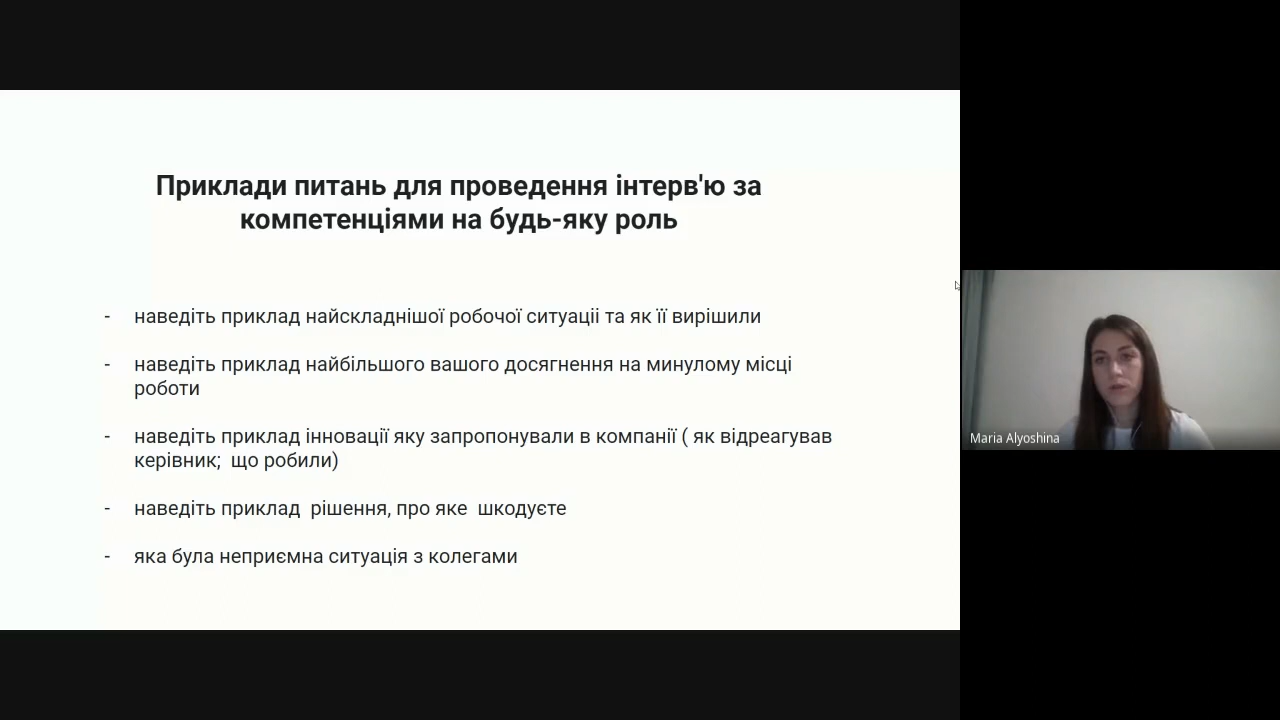 Приклади питань для проведення інтерв'ю за
компетенціями на будь-яку роль
- наведіть приклад найскладнішої робочої ситуації та як її вирішили
- наведіть приклад найбільшого вашого досягнення на минулому місці
роботи
- наведіть приклад інновації яку запропонували в компанії ( як відреагував
керівник;  що робили)
- наведіть приклад  рішення, про яке  шкодуєте
- яка була неприємна ситуація з колегами
Maria Alyoshina